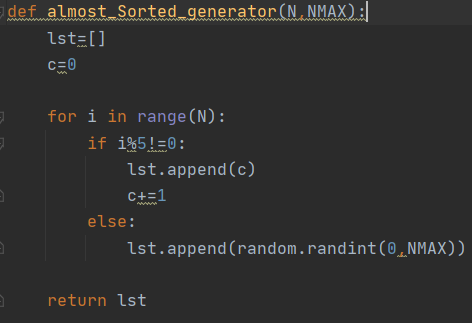 def almost_Sorted_generator(N,NMAX):
    lst=[]
    c=0

    for i in range(N):
        if i%5!=0:
            lst.append(c)
            c+=1
        else:
            lst.append(random.randint(0,NMAX))

    return lst